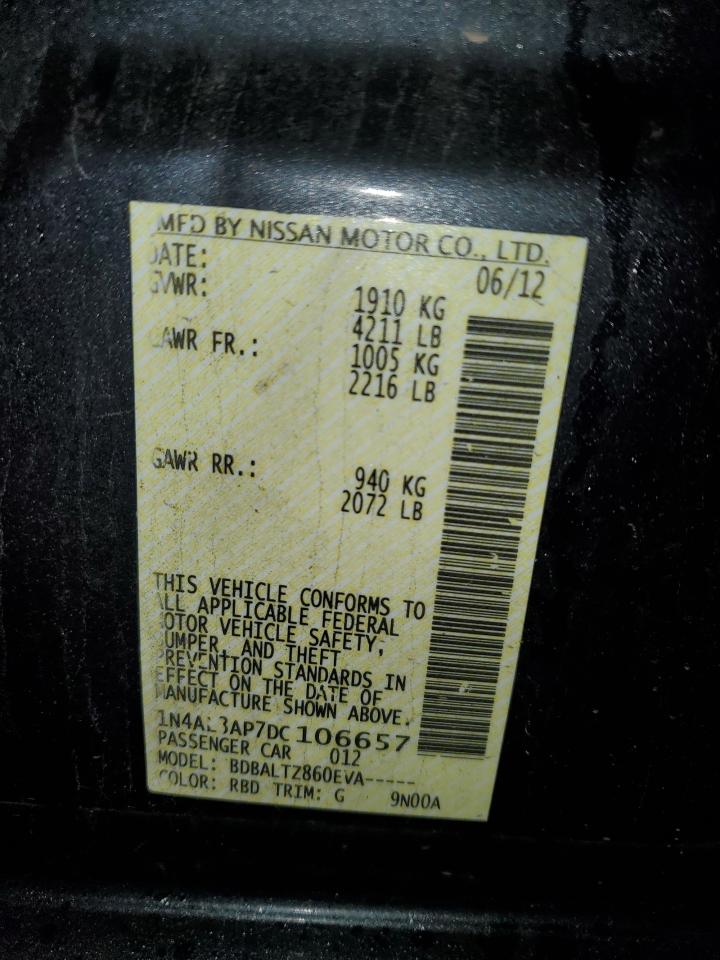 MFD BY NISSAN MOTOR CO., LTD.
DATE: 06/12
GVWR: 1910 KG
4211 LB
GAWR FR.: 1005 KG
2216 LB
GAWR RR.: 940 KG
2072 LB
THIS VEHICLE CONFORMS TO
ALL APPLICABLE FEDERAL
MOTOR VEHICLE SAFETY,
BUMPER, AND THEFT
PREVENTION STANDARDS IN
EFFECT ON THE DATE OF
MANUFACTURE SHOWN ABOVE.
1N4AL3AP7DC106657
PASSENGER CAR 012
MODEL: BDBALTZ860EVA-----
COLOR: RBD TRIM: G 9N00A